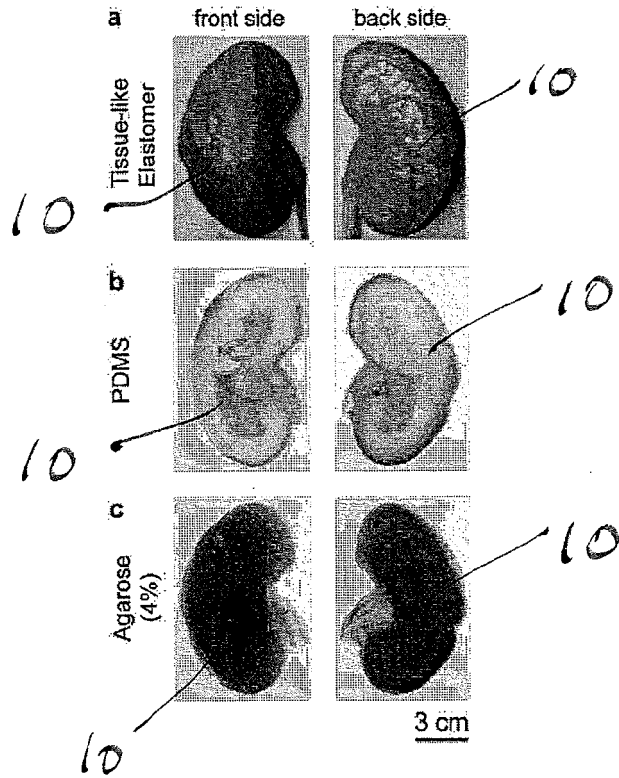 a front side back side
Tissue-like
Elastomer
10
10
b
PDMS
10
10
c
Agarose
(4%)
10
10
3 cm